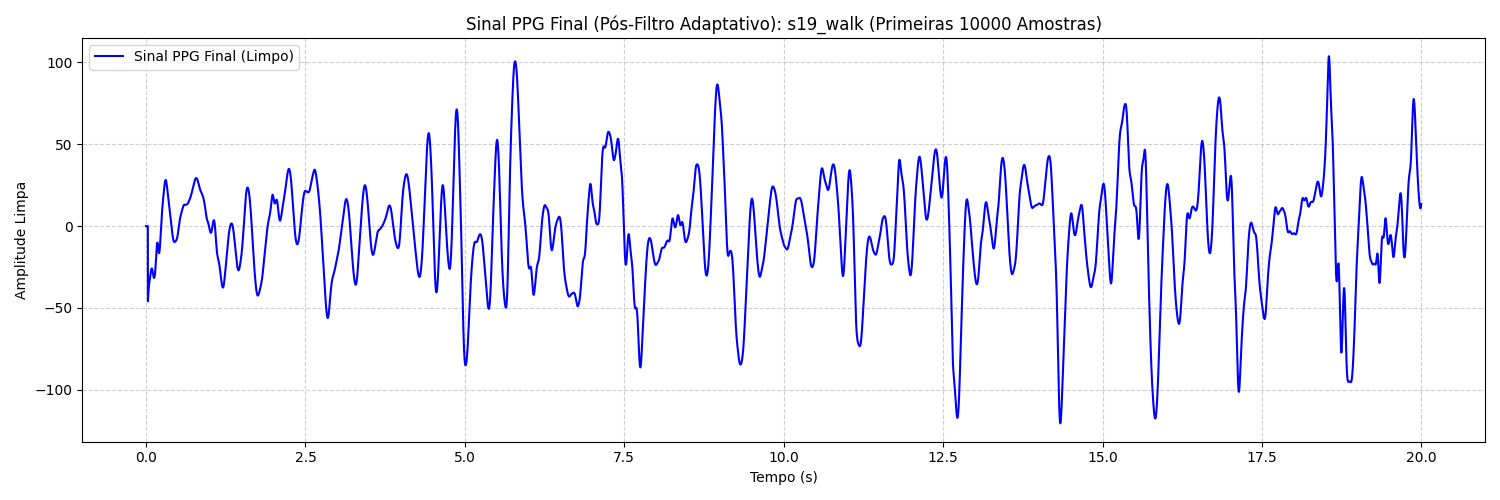 Sinal PPG Final (Pós-Filtro Adaptativo): s19_walk (Primeiras 10000 Amostras)
Sinal PPG Final (Limpo)
Amplitude Limpa
100
50
0
−50
−100
0.0 2.5 5.0 7.5 10.0 12.5 15.0 17.5 20.0
Tempo (s)